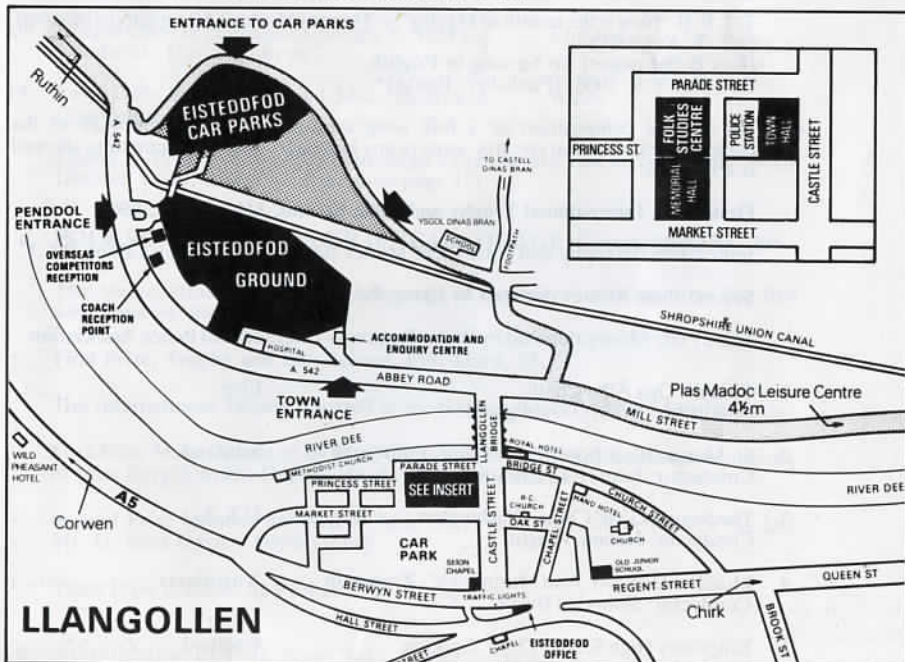 ENTRANCE TO CAR PARKS
Ruthin
A. 542
EISTEDDFOD
CAR PARKS
PENDDOL
ENTRANCE
OVERSEAS
COMPETITORS
RECEPTION
COACH
RECEPTION
POINT
EISTEDDFOD
GROUND
HOSPITAL
A. 542
ACCOMMODATION AND
ENQUIRY CENTRE
TOWN
ENTRANCE
ABBEY ROAD
YSGOL DINAS BRAN
SCHOOL
TO CASTELL
DINAS BRAN
FOOTPATH
PARADE STREET
PRINCESS ST.
FOLK
STUDIES
CENTRE
MEMORIAL
HALL
POLICE
STATION
TOWN
HALL
CASTLE STREET
MARKET STREET
SHROPSHIRE UNION CANAL
Plas Madoc Leisure Centre
4½m
MILL STREET
RIVER DEE
LLANGOLLEN
BRIDGE
ROYAL HOTEL
BRIDGE ST
RIVER DEE
WILD
PHEASANT
HOTEL
A5
Corwen
METHODIST CHURCH
PARADE STREET
PRINCESS STREET
SEE INSERT
MARKET STREET
CAR
PARK
CASTLE STREET
R.C.
CHURCH
OAK ST
CHAPEL STREET
HAND HOTEL
CHURCH STREET
CHURCH
OLD JUNIOR
SCHOOL
SEION
CHAPEL
BERWYN STREET
TRAFFIC LIGHTS
REGENT STREET
QUEEN ST
Chirk
BROOK ST
HALL STREET
STREET
CHAPEL
EISTEDDFOD
OFFICE
LLANGOLLEN